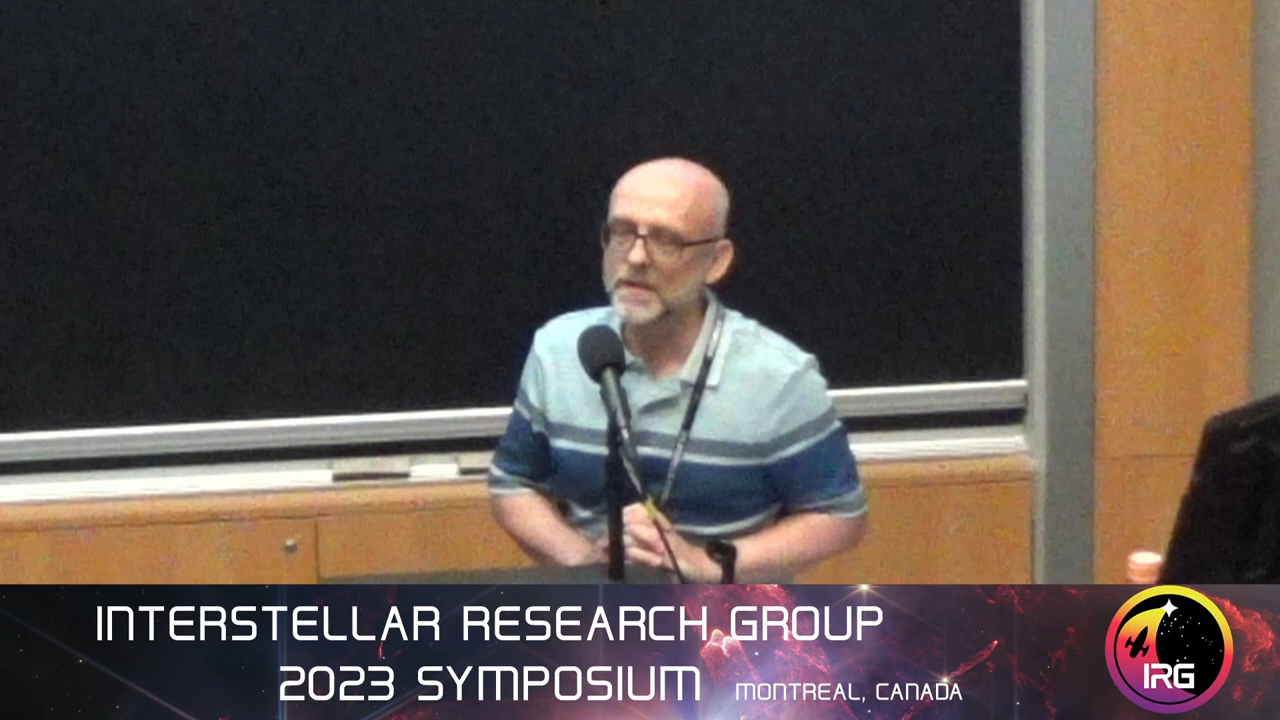 INTERSTELLAR RESEARCH GROUP
2023 SYMPOSIUM MONTREAL, CANADA
IRG